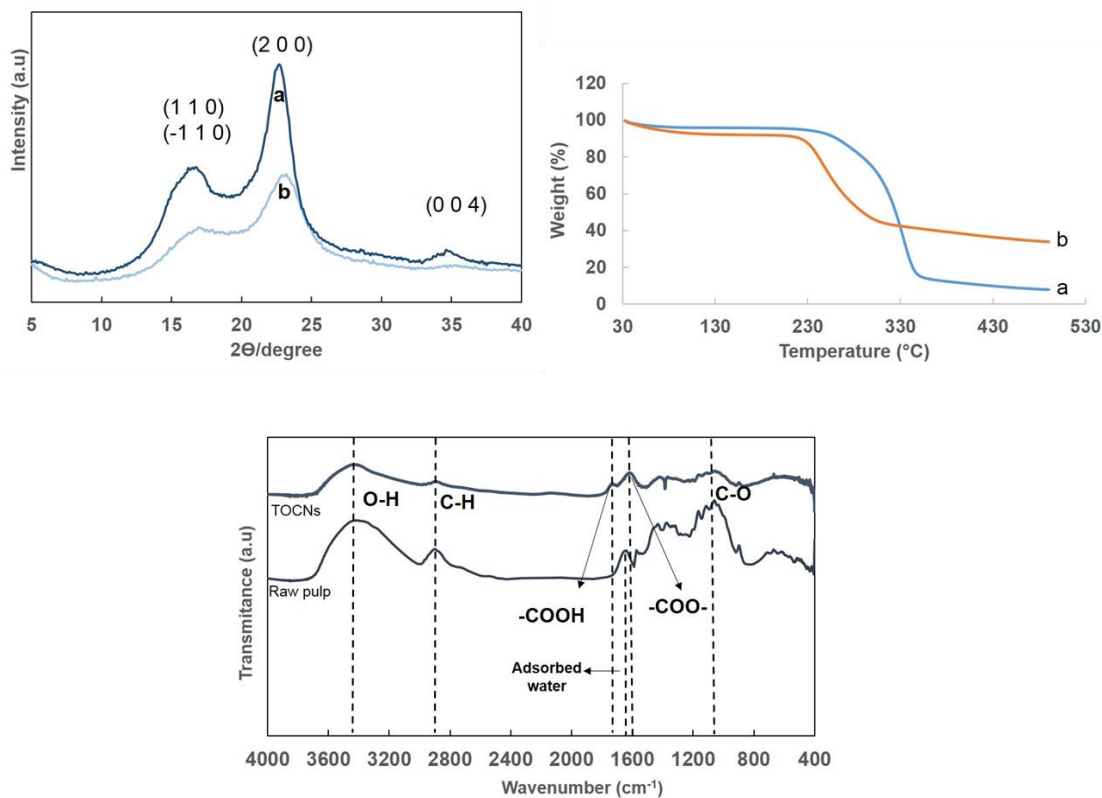 (2 0 0)
a
(1 1 0)
(-1 1 0)
b
(0 0 4)
Intensity (a.u)
5 10 15 20 25 30 35 40
2Ɵ/degree
120
100
80
60
40
20
0
Weight (%)
b
a
30 130 230 330 430 530
Temperature (°C)
O-H
C-H
C-O
TOCNs
Raw pulp
-COOH
-COO-
Adsorbed
water
Transmitance (a.u)
4000 3600 3200 2800 2400 2000 1600 1200 800 400
Wavenumber (cm⁻¹)